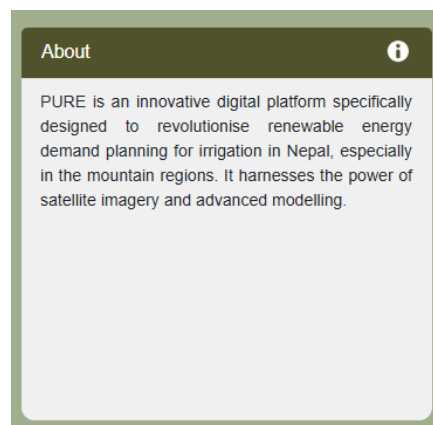 About
PURE is an innovative digital platform specifically
designed to revolutionise renewable energy
demand planning for irrigation in Nepal, especially
in the mountain regions. It harnesses the power of
satellite imagery and advanced modelling.